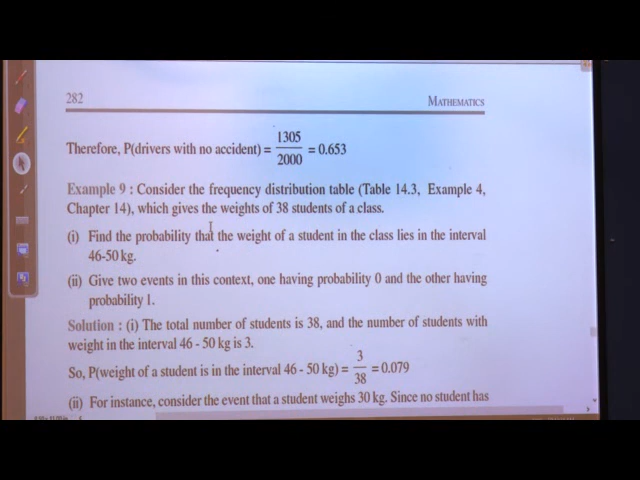 282
MATHEMATICS
Therefore, P(drivers with no accident) = 1305/2000 = 0.653
Example 9 : Consider the frequency distribution table (Table 14.3, Example 4,
Chapter 14), which gives the weights of 38 students of a class.
(i) Find the probability that the weight of a student in the class lies in the interval
46-50 kg.
(ii) Give two events in this context, one having probability 0 and the other having
probability 1.
Solution : (i) The total number of students is 38, and the number of students with
weight in the interval 46 - 50 kg is 3.
So, P(weight of a student is in the interval 46 - 50 kg) = 3/38 = 0.079
(ii) For instance, consider the event that a student weighs 30 kg. Since no student has